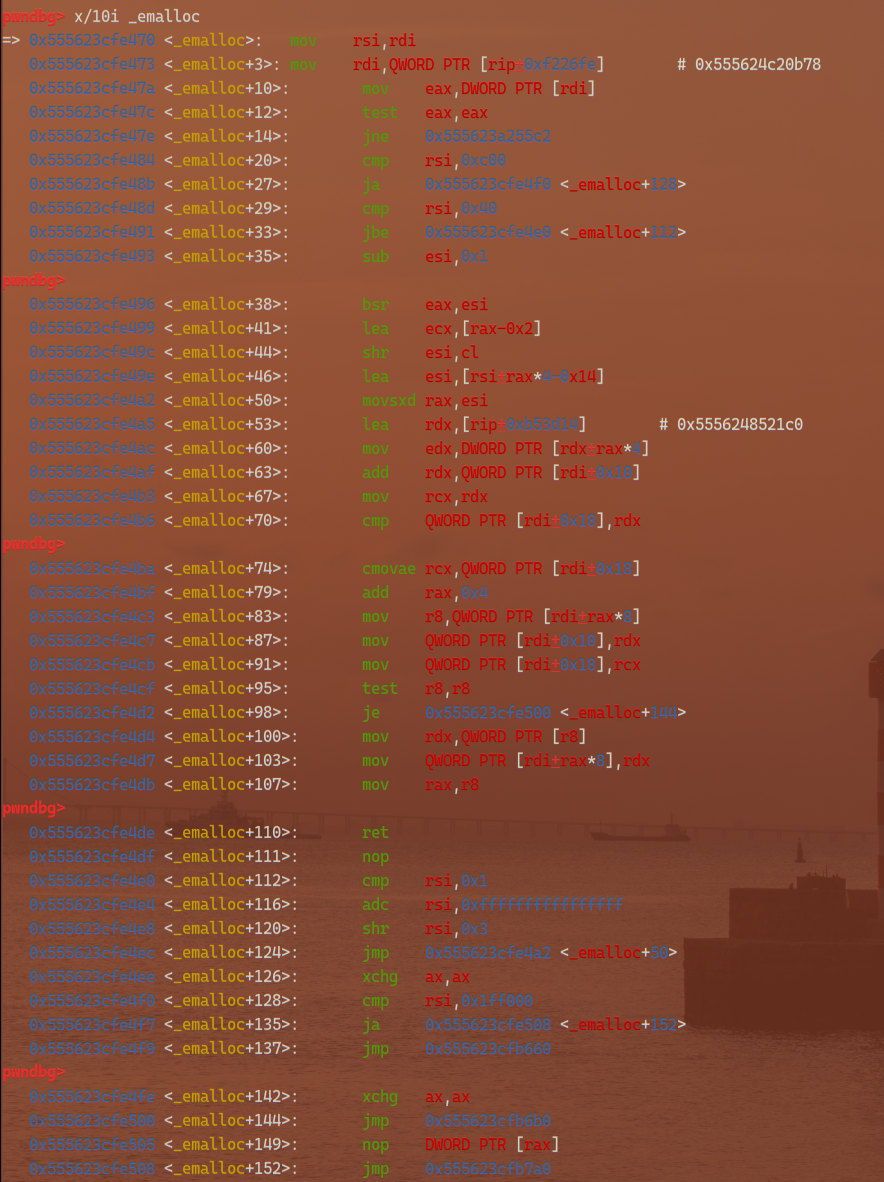 pwndbg> x/10i _emalloc
=> 0x555623cfe470 <_emalloc>: mov rsi,rdi
0x555623cfe473 <_emalloc+3>: mov rdi,QWORD PTR [rip+0xf226fe] # 0x555624c20b78
0x555623cfe47a <_emalloc+10>: mov eax,DWORD PTR [rdi]
0x555623cfe47c <_emalloc+12>: test eax,eax
0x555623cfe47e <_emalloc+14>: jne 0x555623a255c2
0x555623cfe484 <_emalloc+20>: cmp rsi,0xc00
0x555623cfe48b <_emalloc+27>: ja 0x555623cfe4f0 <_emalloc+128>
0x555623cfe48d <_emalloc+29>: cmp rsi,0x40
0x555623cfe491 <_emalloc+33>: jbe 0x555623cfe4e0 <_emalloc+112>
0x555623cfe493 <_emalloc+35>: sub esi,0x1
pwndbg>
0x555623cfe496 <_emalloc+38>: bsr eax,esi
0x555623cfe499 <_emalloc+41>: lea ecx,[rax-0x2]
0x555623cfe49c <_emalloc+44>: shr esi,cl
0x555623cfe49e <_emalloc+46>: lea esi,[rsi+rax*4-0x14]
0x555623cfe4a2 <_emalloc+50>: movsxd rax,esi
0x555623cfe4a5 <_emalloc+53>: lea rdx,[rip+0xb53d14] # 0x5556248521c0
0x555623cfe4ac <_emalloc+60>: mov edx,DWORD PTR [rdx+rax*4]
0x555623cfe4af <_emalloc+63>: add rdx,QWORD PTR [rdi+0x10]
0x555623cfe4b3 <_emalloc+67>: mov rcx,rdx
0x555623cfe4b6 <_emalloc+70>: cmp QWORD PTR [rdi+0x18],rdx
pwndbg>
0x555623cfe4ba <_emalloc+74>: cmovae rcx,QWORD PTR [rdi+0x18]
0x555623cfe4bf <_emalloc+79>: add rax,0x4
0x555623cfe4c3 <_emalloc+83>: mov r8,QWORD PTR [rdi+rax*8]
0x555623cfe4c7 <_emalloc+87>: mov QWORD PTR [rdi+0x10],rdx
0x555623cfe4cb <_emalloc+91>: mov QWORD PTR [rdi+0x18],rcx
0x555623cfe4cf <_emalloc+95>: test r8,r8
0x555623cfe4d2 <_emalloc+98>: je 0x555623cfe500 <_emalloc+144>
0x555623cfe4d4 <_emalloc+100>: mov rdx,QWORD PTR [r8]
0x555623cfe4d7 <_emalloc+103>: mov QWORD PTR [rdi+rax*8],rdx
0x555623cfe4db <_emalloc+107>: mov rax,r8
pwndbg>
0x555623cfe4de <_emalloc+110>: ret
0x555623cfe4df <_emalloc+111>: nop
0x555623cfe4e0 <_emalloc+112>: cmp rsi,0x1
0x555623cfe4e4 <_emalloc+116>: adc rsi,0xffffffffffffffff
0x555623cfe4e8 <_emalloc+120>: shr rsi,0x3
0x555623cfe4ec <_emalloc+124>: jmp 0x555623cfe4a2 <_emalloc+50>
0x555623cfe4ee <_emalloc+126>: xchg ax,ax
0x555623cfe4f0 <_emalloc+128>: cmp rsi,0x1ff000
0x555623cfe4f7 <_emalloc+135>: ja 0x555623cfe508 <_emalloc+152>
0x555623cfe4f9 <_emalloc+137>: jmp 0x555623cfb660
pwndbg>
0x555623cfe4fe <_emalloc+142>: xchg ax,ax
0x555623cfe500 <_emalloc+144>: jmp 0x555623cfb6b0
0x555623cfe505 <_emalloc+149>: nop DWORD PTR [rax]
0x555623cfe508 <_emalloc+152>: jmp 0x555623cfb7a0